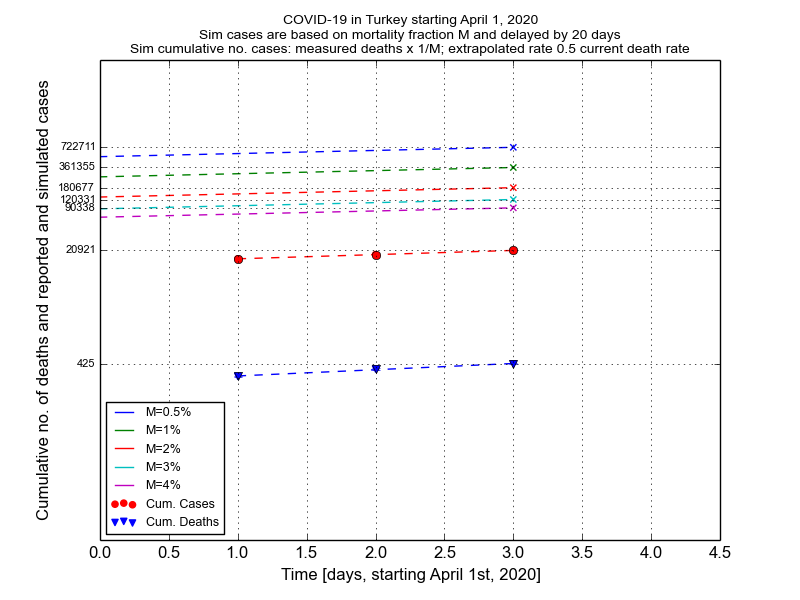 COVID-19 in Turkey starting April 1, 2020
Sim cases are based on mortality fraction M and delayed by 20 days
Sim cumulative no. cases: measured deaths x 1/M; extrapolated rate 0.5 current death rate
Cumulative no. of deaths and reported and simulated cases
722711
361355
180677
120331
90338
20921
425
M=0.5%
M=1%
M=2%
M=3%
M=4%
Cum. Cases
Cum. Deaths
0.0 0.5 1.0 1.5 2.0 2.5 3.0 3.5 4.0 4.5
Time [days, starting April 1st, 2020]